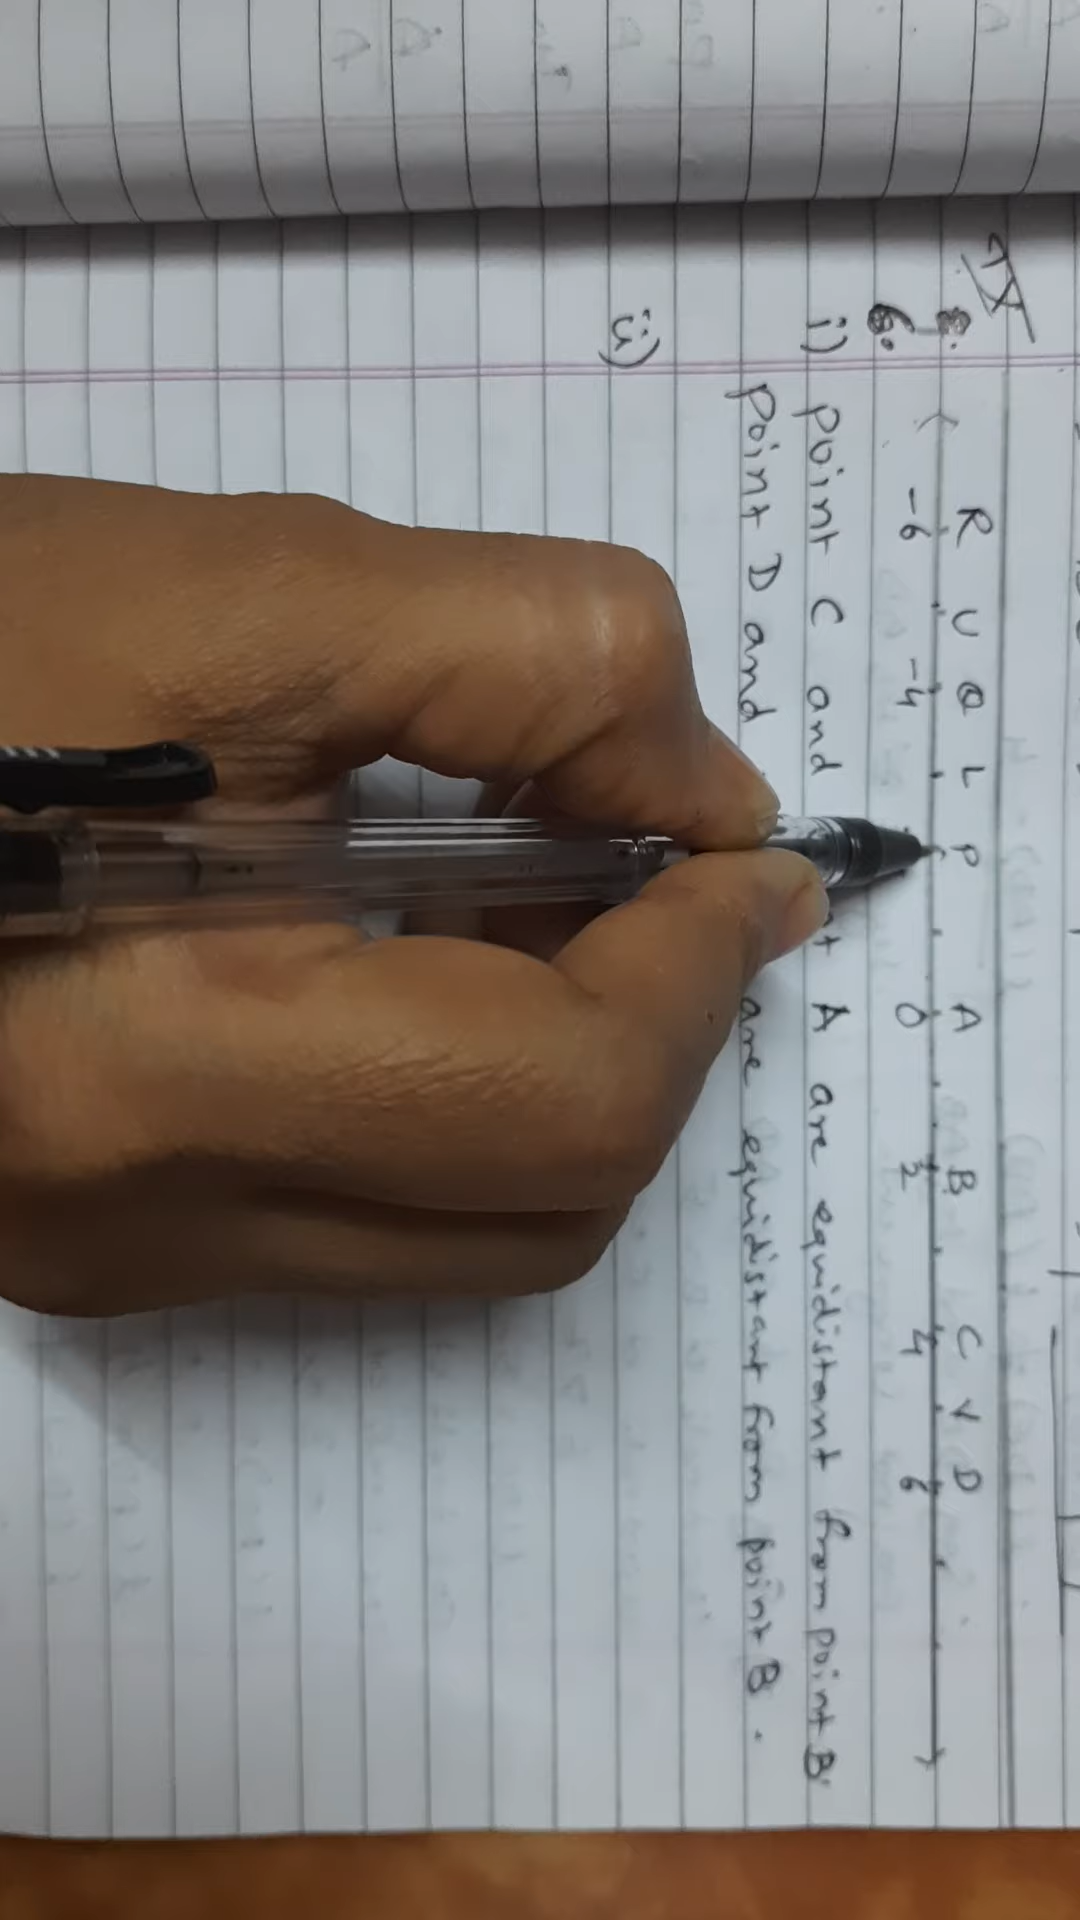 IX
6.
R U Q L P A B C V D
-6 -4 0 2 4 6
i) point C and A are equidistant from point B.
point D and are equidistant from point B.
ii)